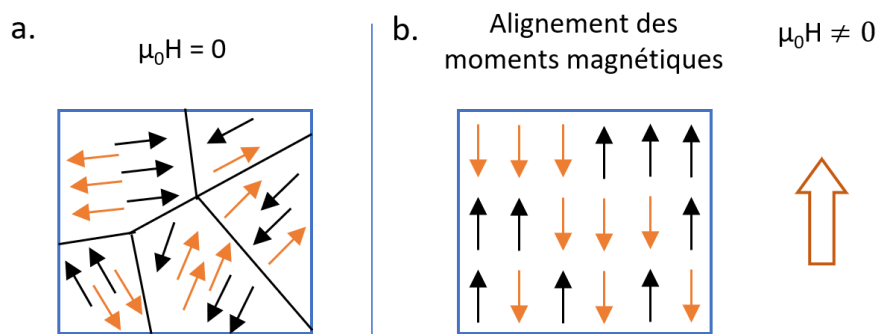 a.
μ₀H = 0
b.
Alignement des
moments magnétiques
μ₀H ≠ 0